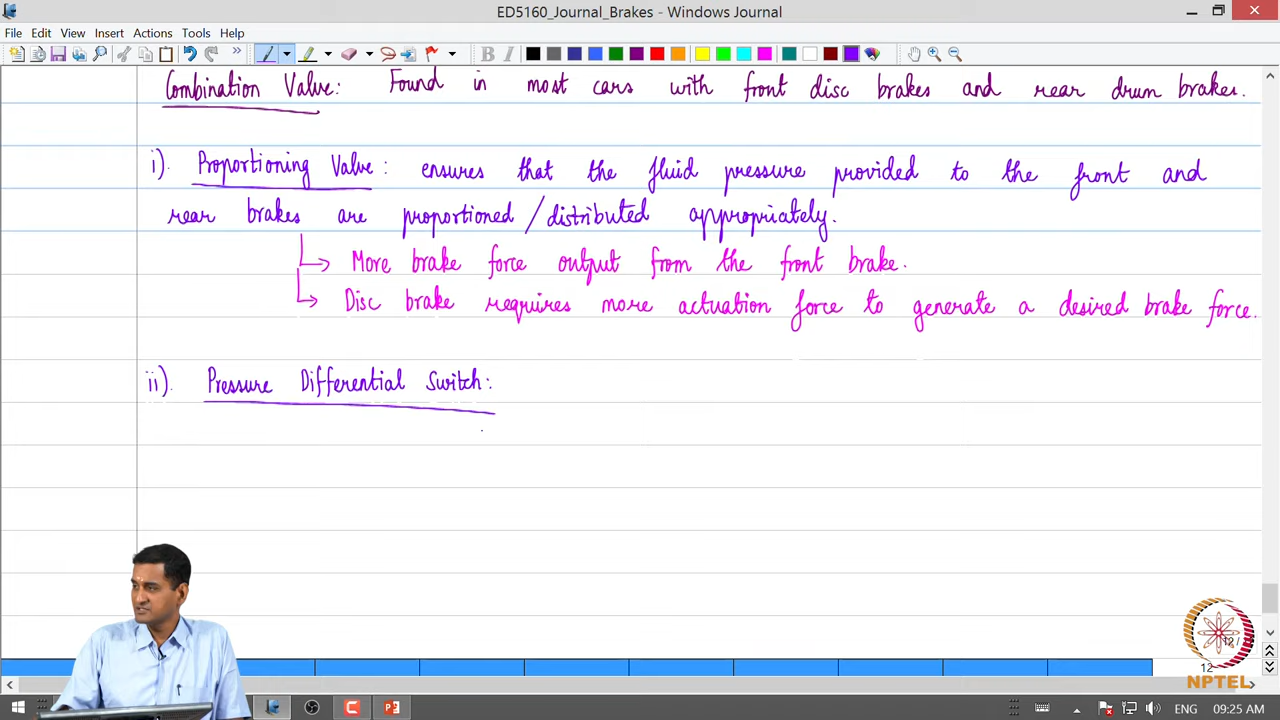 ED5160_Journal_Brakes - Windows Journal
File Edit View Insert Actions Tools Help
Combination Valve: Found in most cars with front disc brakes and rear drum brakes.
i). Proportioning Valve: ensures that the fluid pressure provided to the front and
rear brakes are proportioned/distributed appropriately.
More brake force output from the front brake.
Disc brake requires more actuation force to generate a desired brake force.
ii). Pressure Differential Switch:
12/
12
NPTEL
ENG 09:25 AM